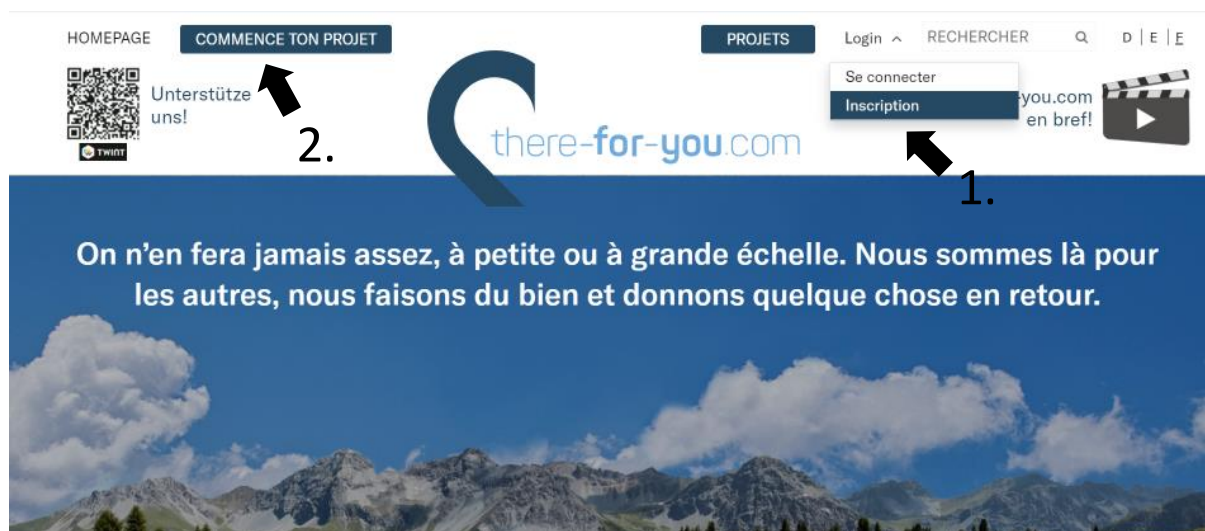 HOMEPAGE
COMMENCE TON PROJET
PROJETS
Login
RECHERCHER
D | E | F
Se connecter
Inscription
Unterstütze
uns!
TWINT
2.
there-for-you.com
-you.com
en bref!
1.
On n’en fera jamais assez, à petite ou à grande échelle. Nous sommes là pour
les autres, nous faisons du bien et donnons quelque chose en retour.